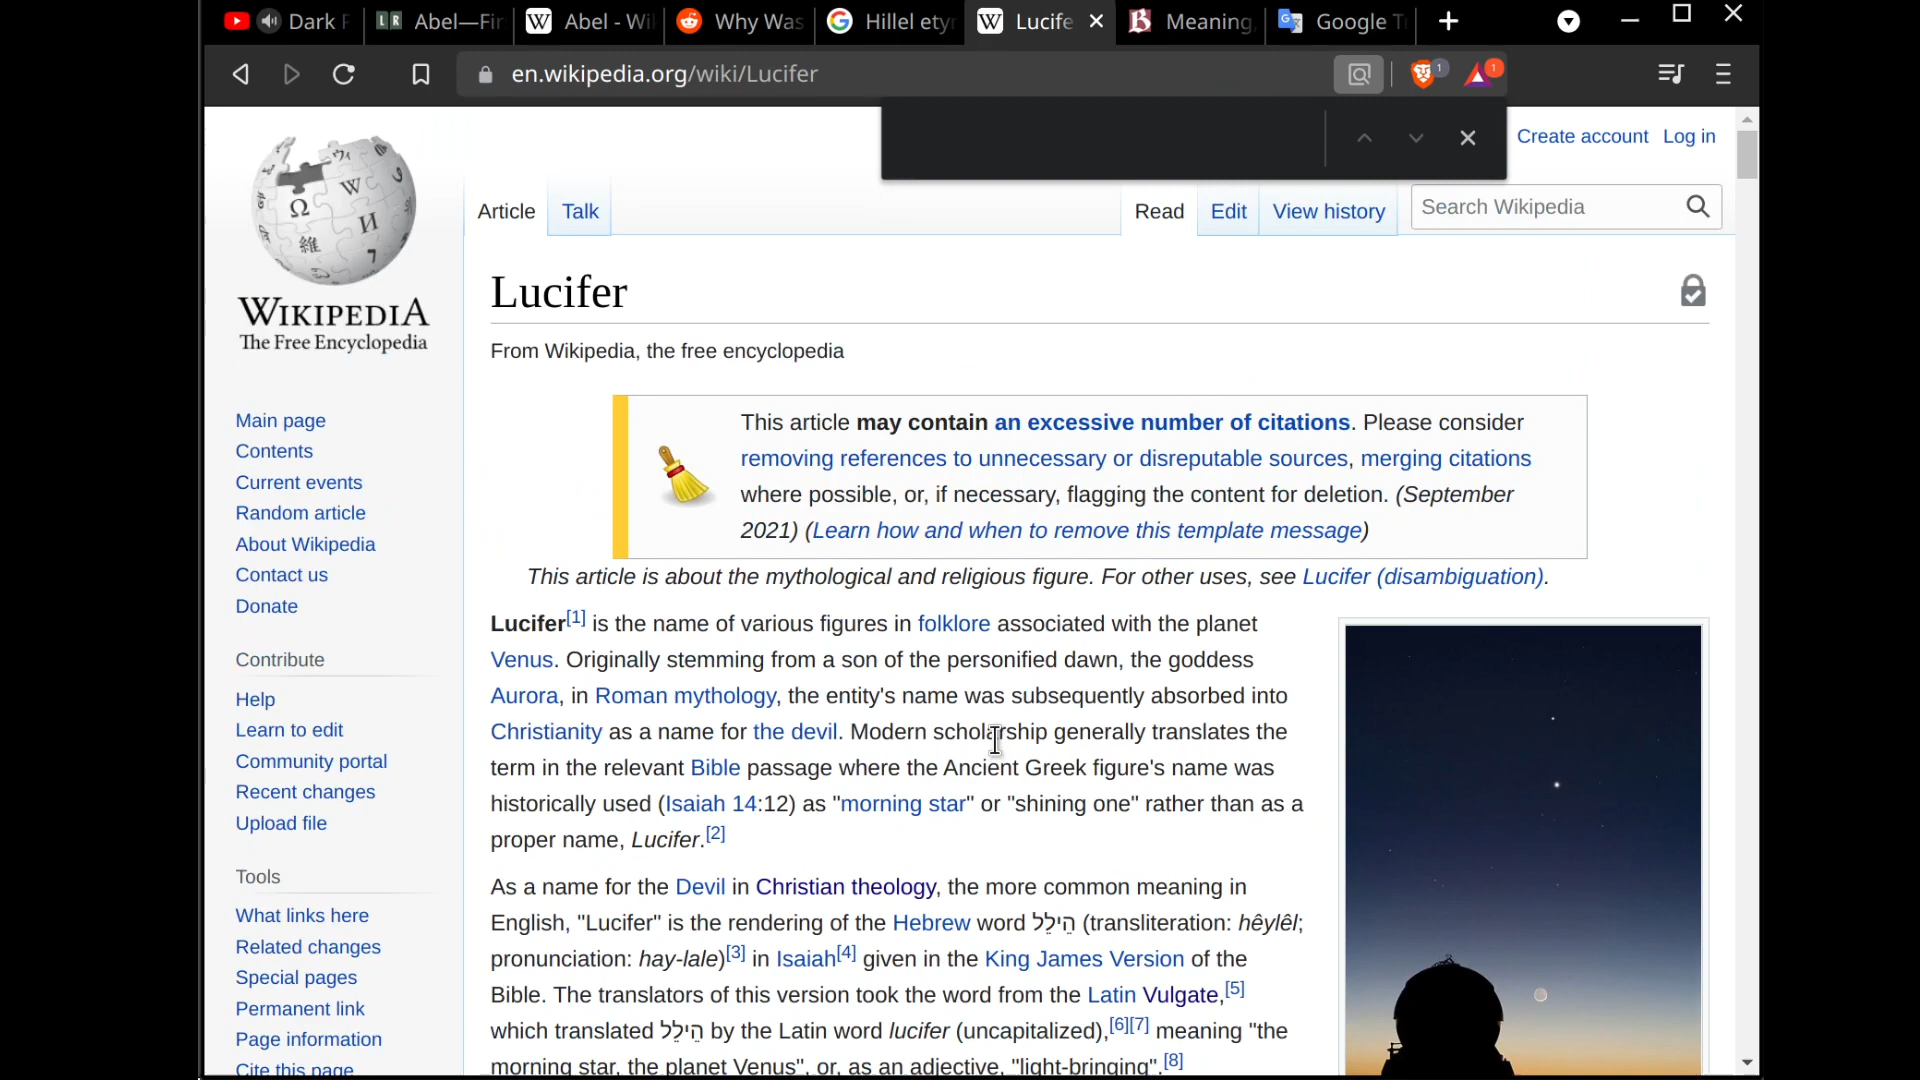 Dark
Abel—Fir
Abel - Wi
Why Was
Hillel ety
Lucife
Meaning,
Google T
en.wikipedia.org/wiki/Lucifer
1
1
Create account Log in
Article Talk
Read Edit View history
Search Wikipedia
WIKIPEDIA
The Free Encyclopedia
Main page
Contents
Current events
Random article
About Wikipedia
Contact us
Donate
Contribute
Help
Learn to edit
Community portal
Recent changes
Upload file
Tools
What links here
Related changes
Special pages
Permanent link
Page information
Cite this page
Lucifer
From Wikipedia, the free encyclopedia
This article may contain an excessive number of citations. Please consider
removing references to unnecessary or disreputable sources, merging citations
where possible, or, if necessary, flagging the content for deletion. (September
2021) (Learn how and when to remove this template message)
This article is about the mythological and religious figure. For other uses, see Lucifer (disambiguation).
Lucifer[1] is the name of various figures in folklore associated with the planet
Venus. Originally stemming from a son of the personified dawn, the goddess
Aurora, in Roman mythology, the entity's name was subsequently absorbed into
Christianity as a name for the devil. Modern scholarship generally translates the
term in the relevant Bible passage where the Ancient Greek figure's name was
historically used (Isaiah 14:12) as "morning star" or "shining one" rather than as a
proper name, Lucifer.[2]
As a name for the Devil in Christian theology, the more common meaning in
English, "Lucifer" is the rendering of the Hebrew word הֵילֵל (transliteration: hêylêl;
pronunciation: hay-lale)[3] in Isaiah[4] given in the King James Version of the
Bible. The translators of this version took the word from the Latin Vulgate,[5]
which translated הֵילֵל by the Latin word lucifer (uncapitalized),[6][7] meaning "the
morning star, the planet Venus", or, as an adjective, "light-bringing".[8]